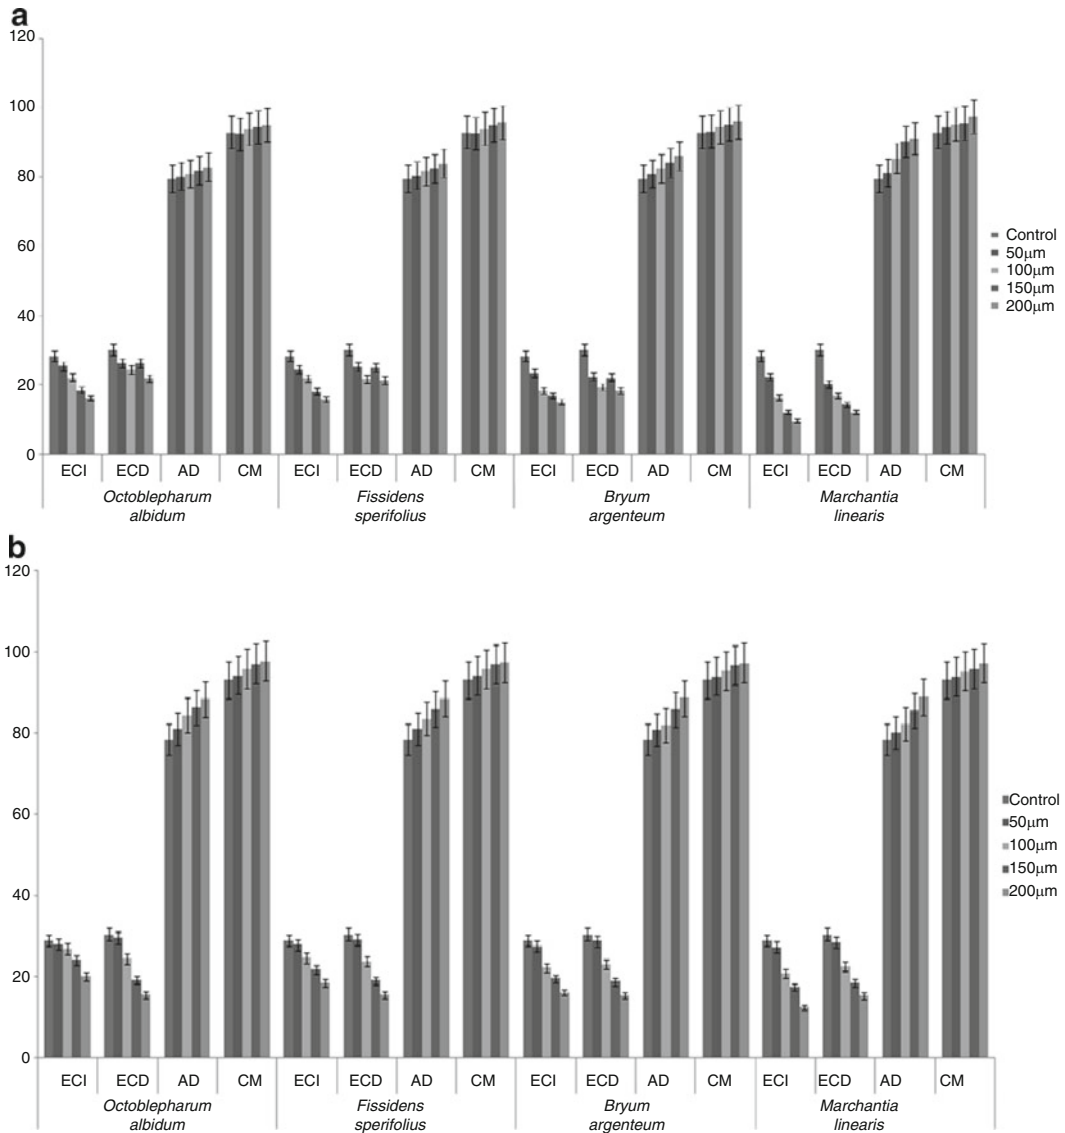 a
120
100
80
60
40
20
0
ECI ECD AD CM ECI ECD AD CM ECI ECD AD CM ECI ECD AD CM
Octoblepharum Fissidens Bryum Marchantia
albidum sperifolius argenteum linearis
Control
50μm
100μm
150μm
200μm
b
120
100
80
60
40
20
0
ECI ECD AD CM ECI ECD AD CM ECI ECD AD CM ECI ECD AD CM
Octoblepharum Fissidens Bryum Marchantia
albidum sperifolius argenteum linearis
Control
50μm
100μm
150μm
200μm